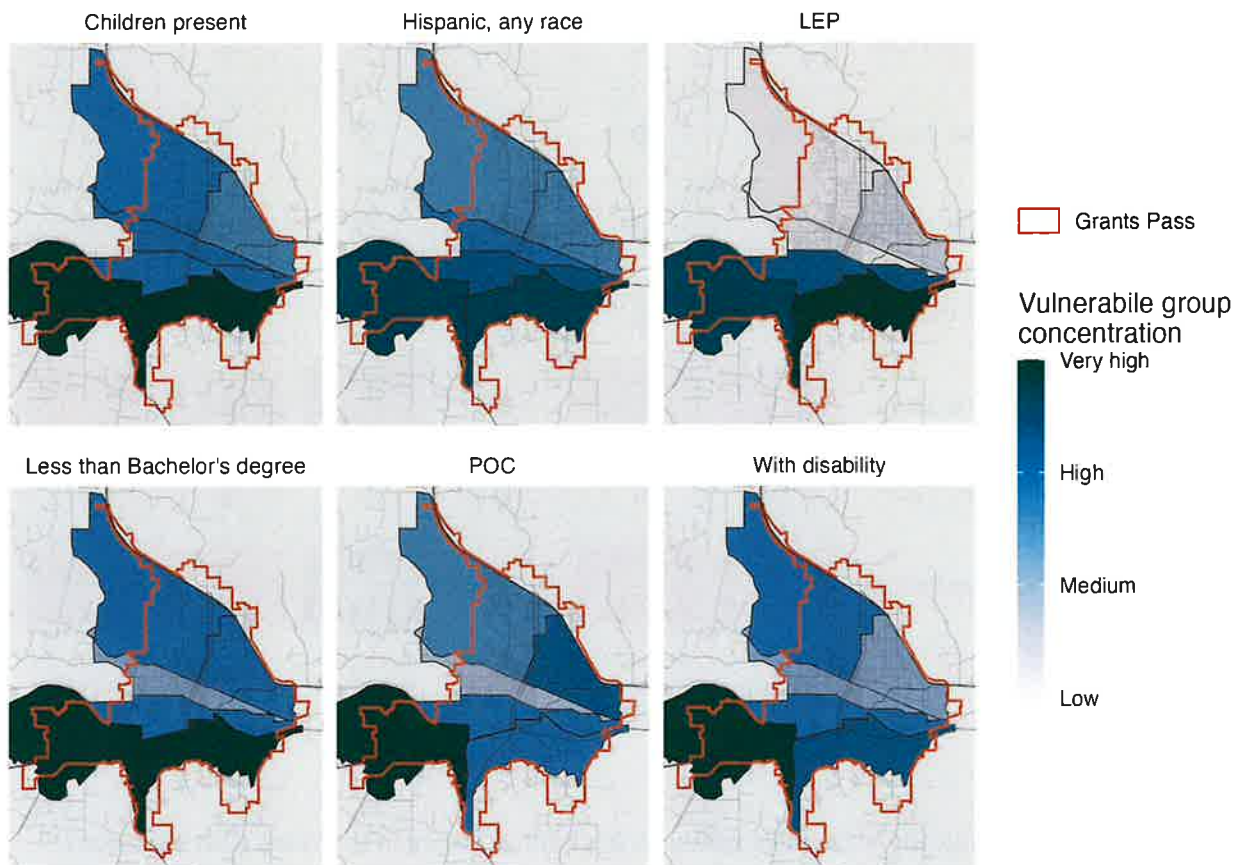 Children present
Hispanic, any race
LEP
Grants Pass
Vulnerabile group
concentration
Very high
High
Medium
Low
Less than Bachelor's degree
POC
With disability